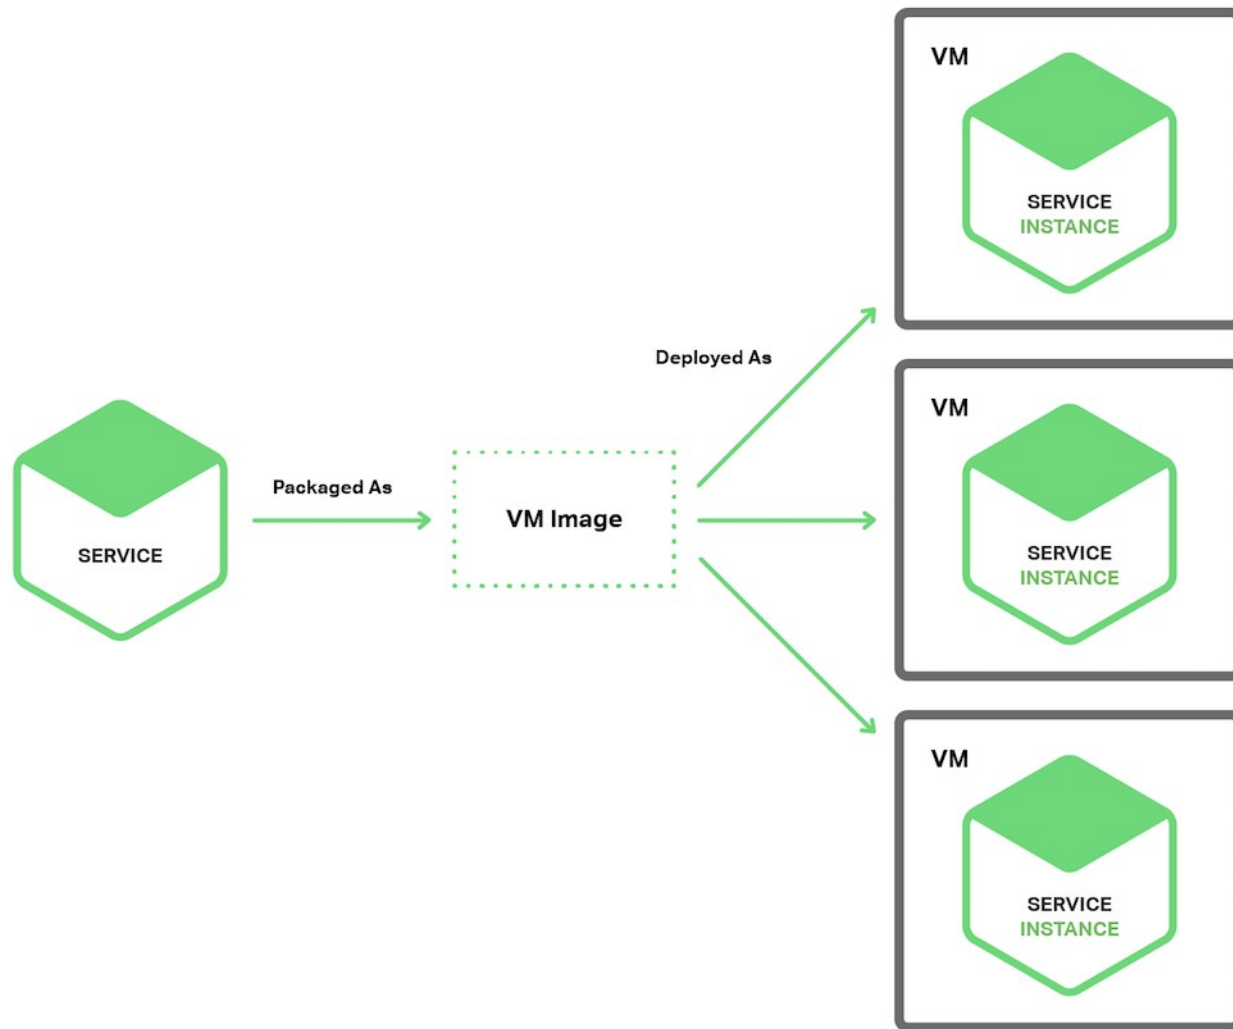 SERVICE
Packaged As
VM Image
Deployed As
VM
SERVICE
INSTANCE
VM
SERVICE
INSTANCE
VM
SERVICE
INSTANCE